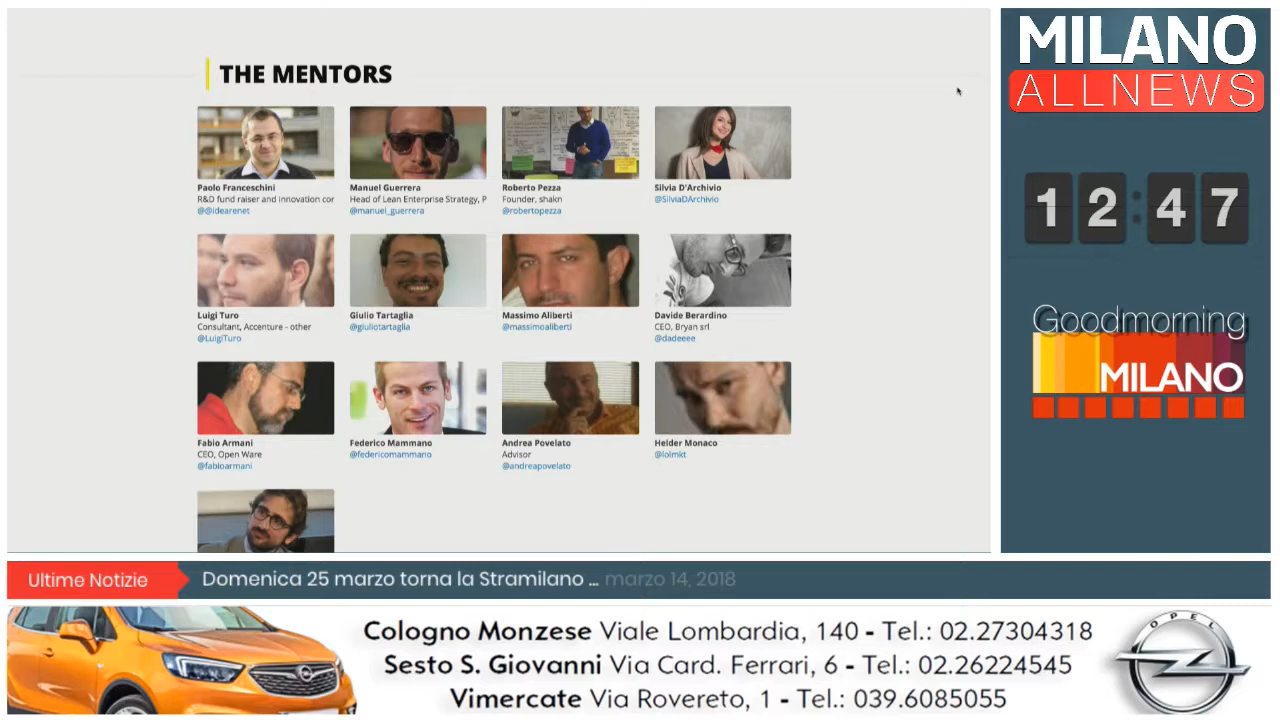 THE MENTORS
Paolo Franceschini
R&D fund raiser and innovation cor
@@idearenet
Manuel Guerrera
Head of Lean Enterprise Strategy, P
@manuel_guerrera
Roberto Pezza
Founder, shakn
@robertopezza
Silvia D'Archivio
@SilviaDArchivio
Luigi Turo
Consultant, Accenture - other
@LuigiTuro
Giulio Tartaglia
@giuliotartaglia
Massimo Aliberti
@massimoaliberti
Davide Berardino
CEO, Bryan srl
@dadeeee
Fabio Armani
CEO, Open Ware
@fabioarmani
Federico Mammano
@federicomammano
Andrea Povelato
Advisor
@andreapovelato
Helder Monaco
@lolmkt
MILANO
ALLNEWS
12:47
Goodmorning
MILANO
Ultime Notizie
Domenica 25 marzo torna la Stramilano ... marzo 14, 2018
Cologno Monzese Viale Lombardia, 140 - Tel.: 02.27304318
Sesto S. Giovanni Via Card. Ferrari, 6 - Tel.: 02.26224545
Vimercate Via Rovereto, 1 - Tel.: 039.6085055
OPEL